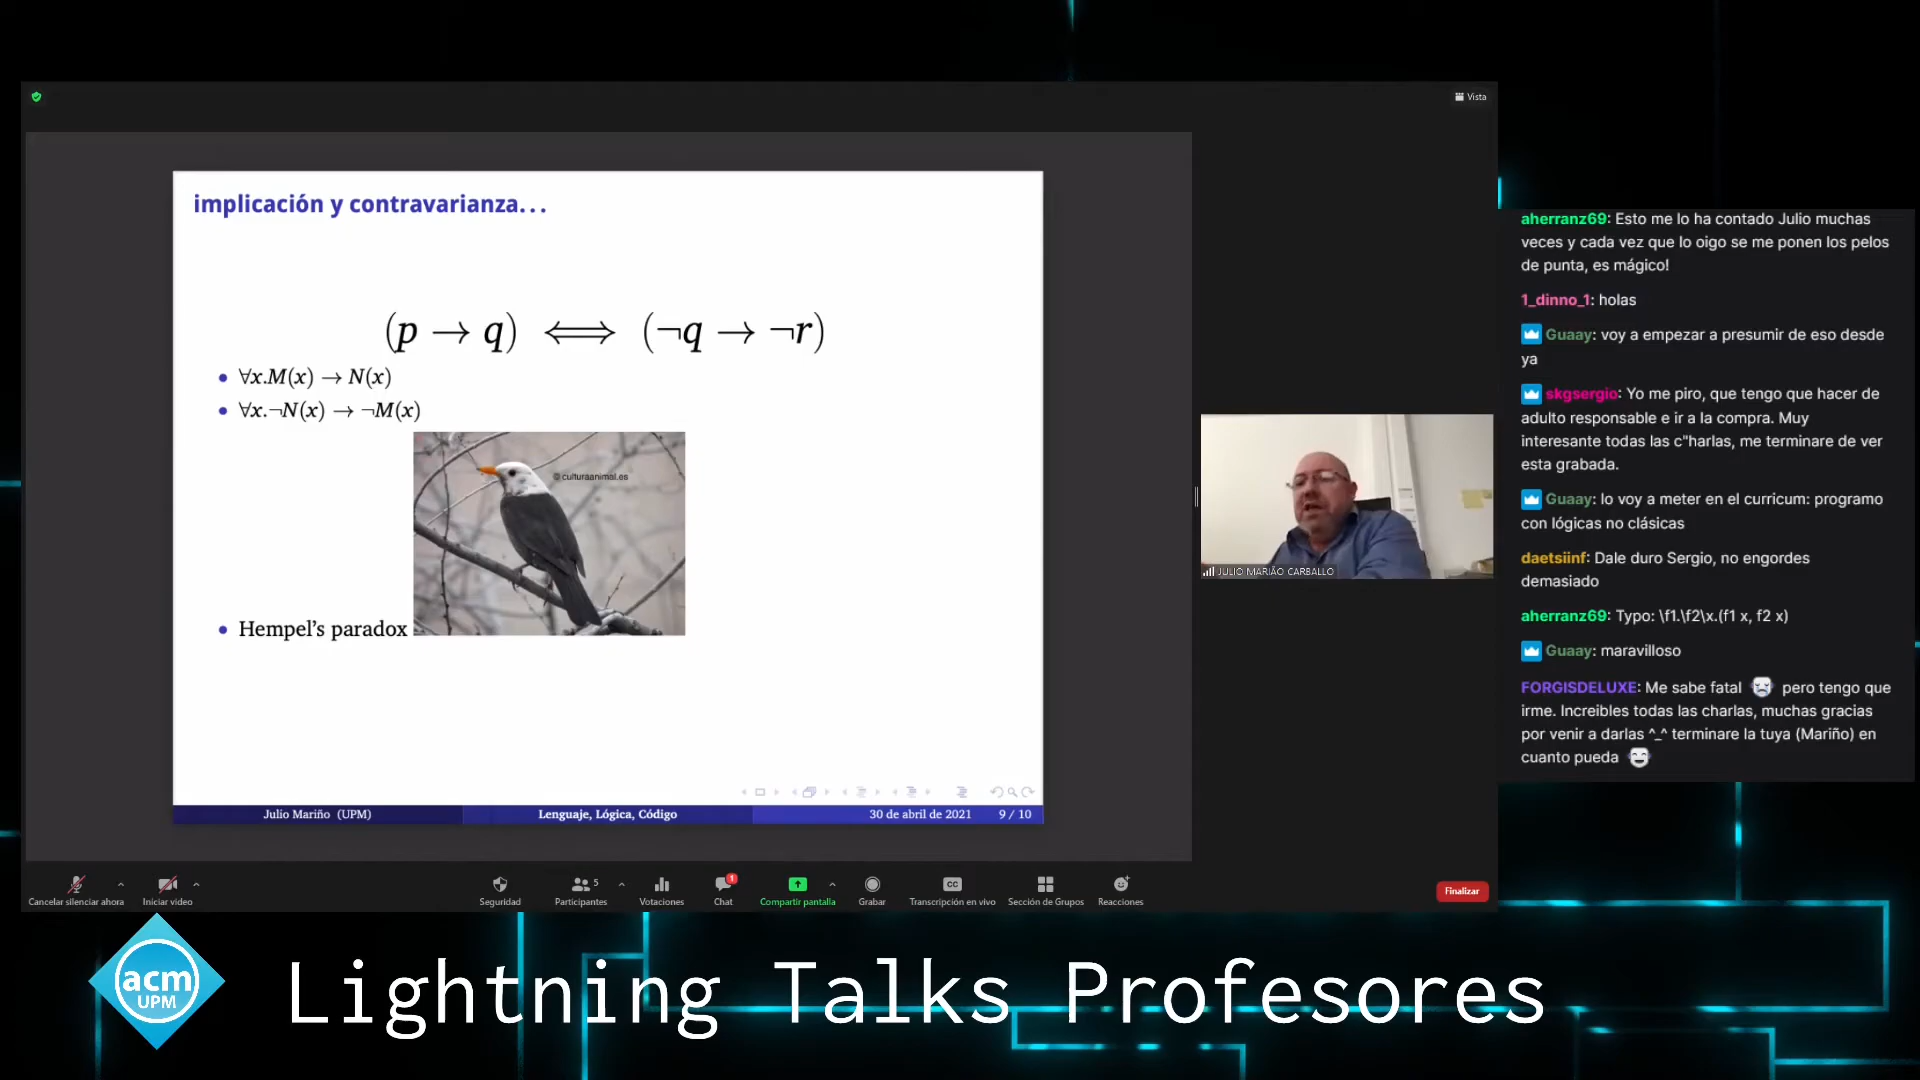 Vista
implicación y contravarianza...
(p → q) ⟺ (¬q → ¬r)
• ∀x.M(x) → N(x)
• ∀x.¬N(x) → ¬M(x)
© culturaanimal.es
• Hempel's paradox
Julio Mariño (UPM)
Lenguaje, Lógica, Código
30 de abril de 2021
9 / 10
JULIO MARIÃO CARBALLO
aherranz69: Esto me lo ha contado Julio muchas
veces y cada vez que lo oigo se me ponen los pelos
de punta, es mágico!
1_dinno_1: holas
Guaay: voy a empezar a presumir de eso desde
ya
skgsergio: Yo me piro, que tengo que hacer de
adulto responsable e ir a la compra. Muy
interesante todas las c"harlas, me terminare de ver
esta grabada.
Guaay: lo voy a meter en el curricum: programo
con lógicas no clásicas
daetsiinf: Dale duro Sergio, no engordes
demasiado
aherranz69: Typo: \f1.\f2\x.(f1 x, f2 x)
Guaay: maravilloso
FORGISDELUXE: Me sabe fatal pero tengo que
irme. Increibles todas las charlas, muchas gracias
por venir a darlas ^_^ terminare la tuya (Mariño) en
cuanto pueda
Cancelar silenciar ahora
Iniciar video
Seguridad
5
Participantes
Votaciones
1
Chat
Compartir pantalla
Grabar
CC
Transcripción en vivo
Sección de Grupos
Reacciones
Finalizar
acm
UPM
Lightning Talks Profesores